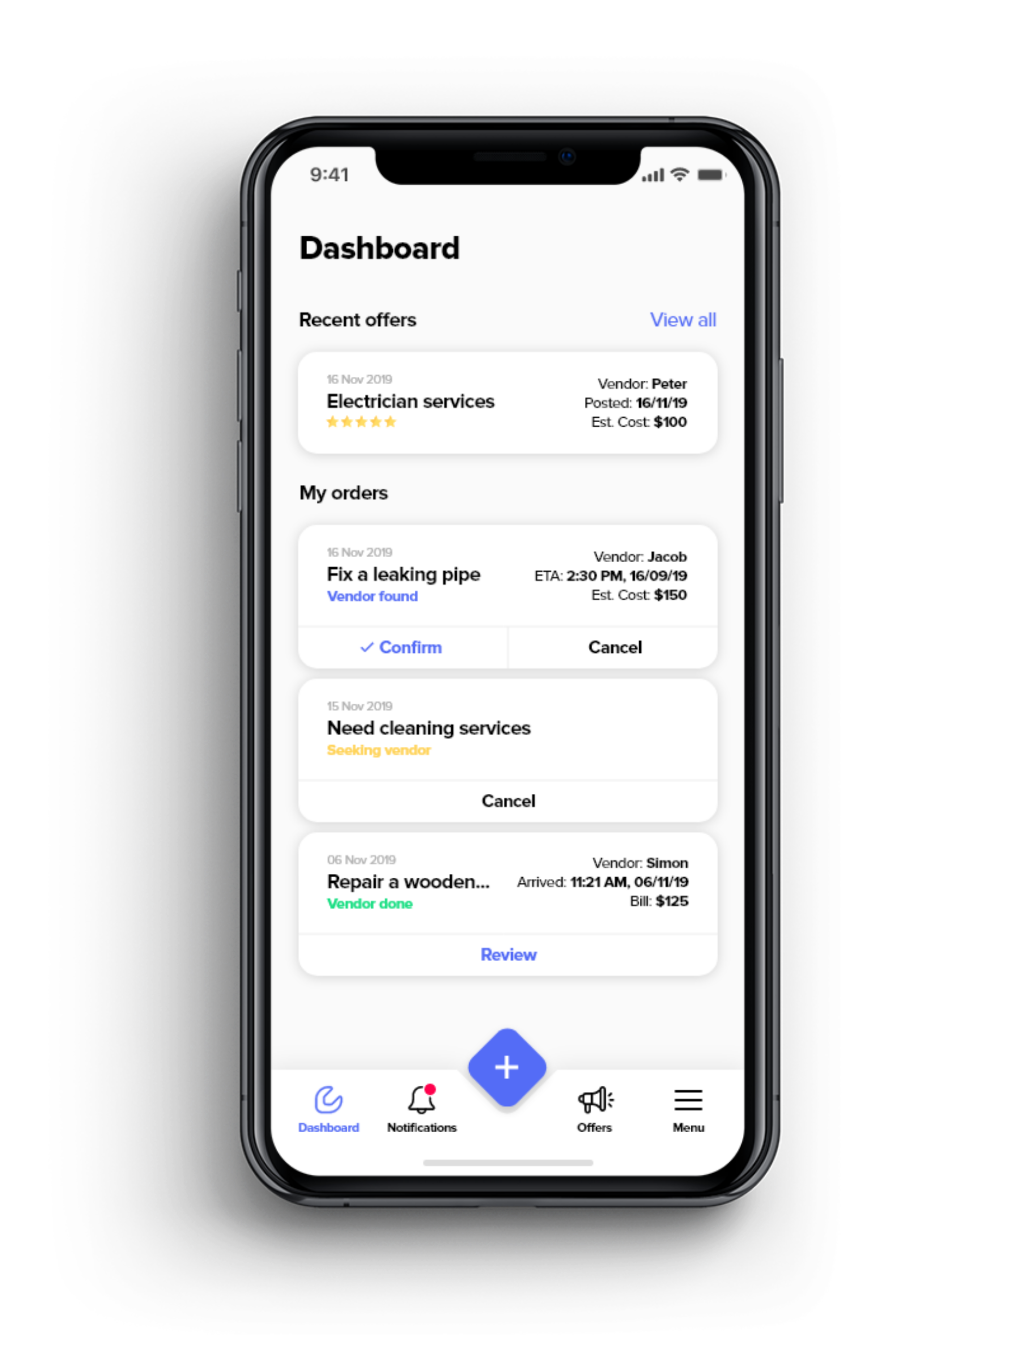 9:41
Dashboard
Recent offers
View all
16 Nov 2019
Electrician services
Vendor: Peter
Posted: 16/11/19
Est. Cost: $100
My orders
16 Nov 2019
Fix a leaking pipe
Vendor found
Vendor: Jacob
ETA: 2:30 PM, 16/09/19
Est. Cost: $150
Confirm
Cancel
15 Nov 2019
Need cleaning services
Seeking vendor
Cancel
06 Nov 2019
Repair a wooden...
Vendor done
Vendor: Simon
Arrived: 11:21 AM, 06/11/19
Bill: $125
Review
Dashboard
Notifications
Offers
Menu